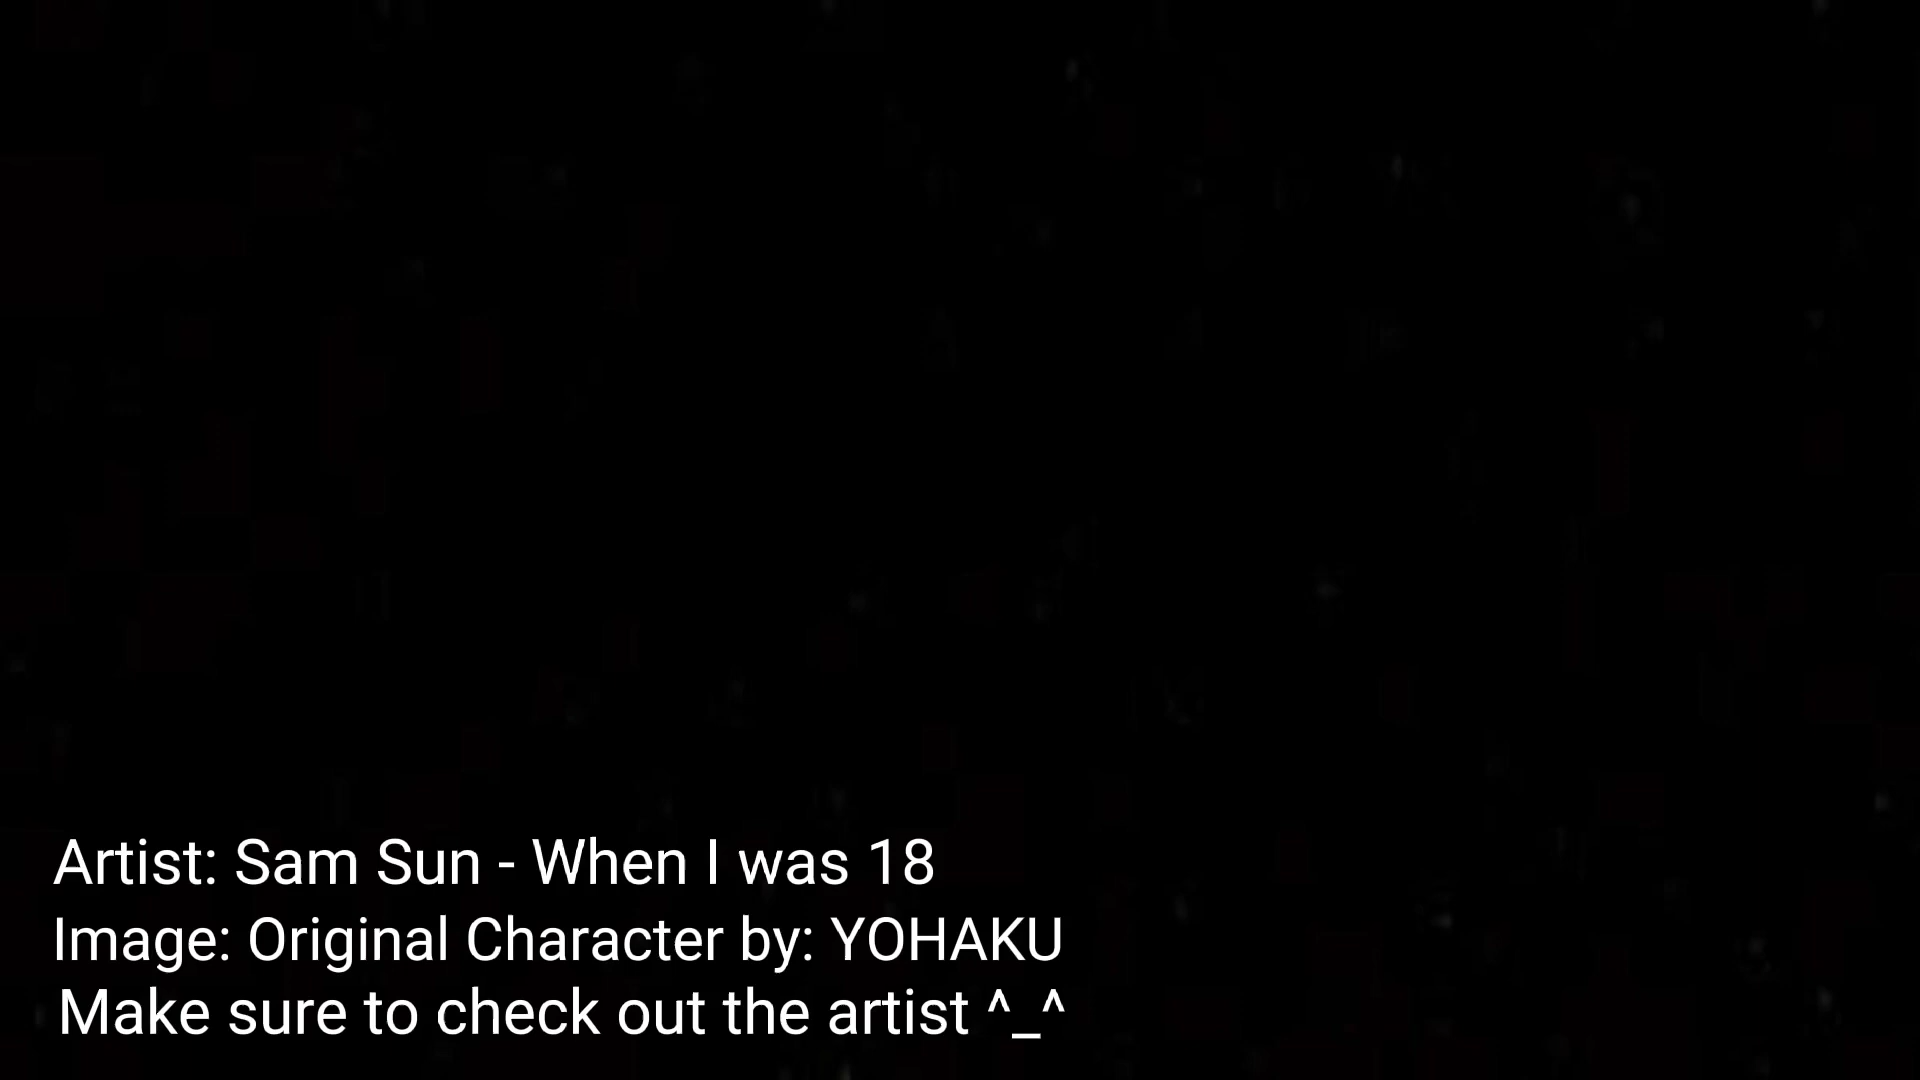 Artist: Sam Sun - When I was 18
Image: Original Character by: YOHAKU
Make sure to check out the artist ^_^